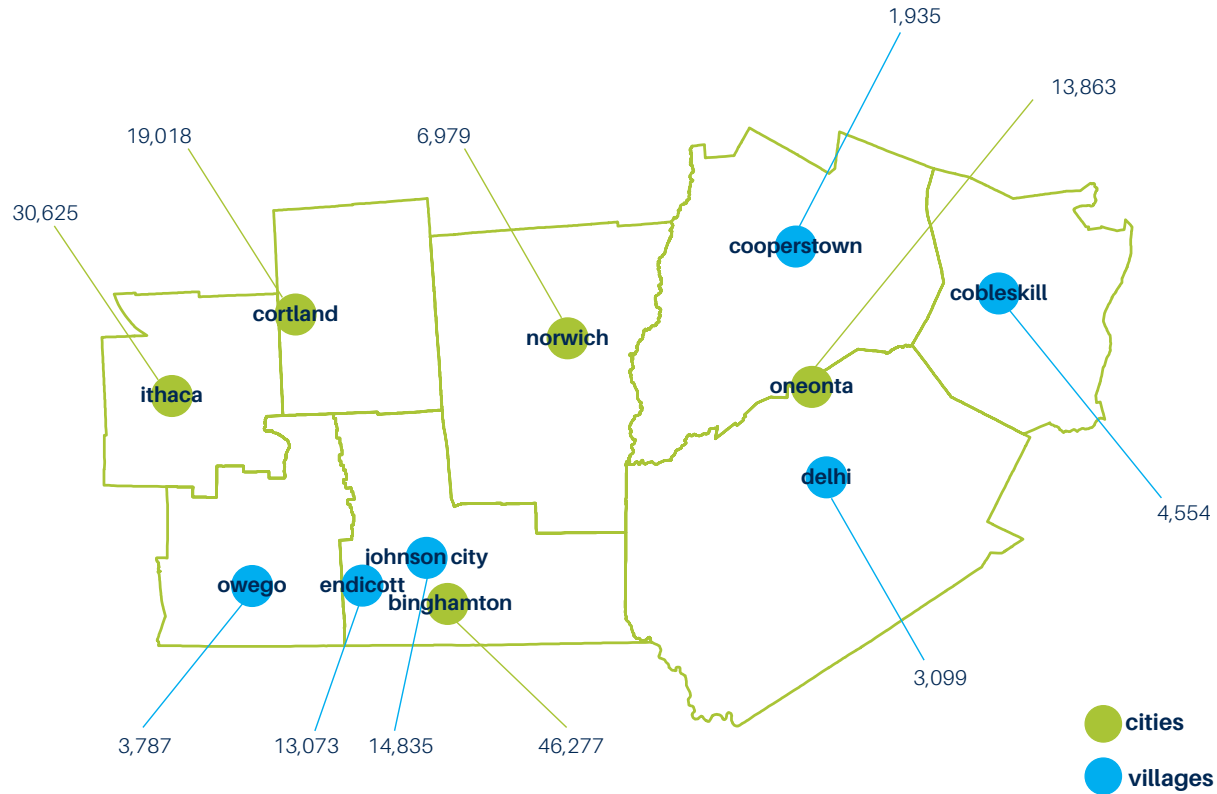 1,935
13,863
19,018
6,979
30,625
cooperstown
cobleskill
cortland
norwich
oneonta
ithaca
delhi
4,554
johnson city
owego
endicott
binghamton
3,099
cities
3,787
13,073
14,835
46,277
villages